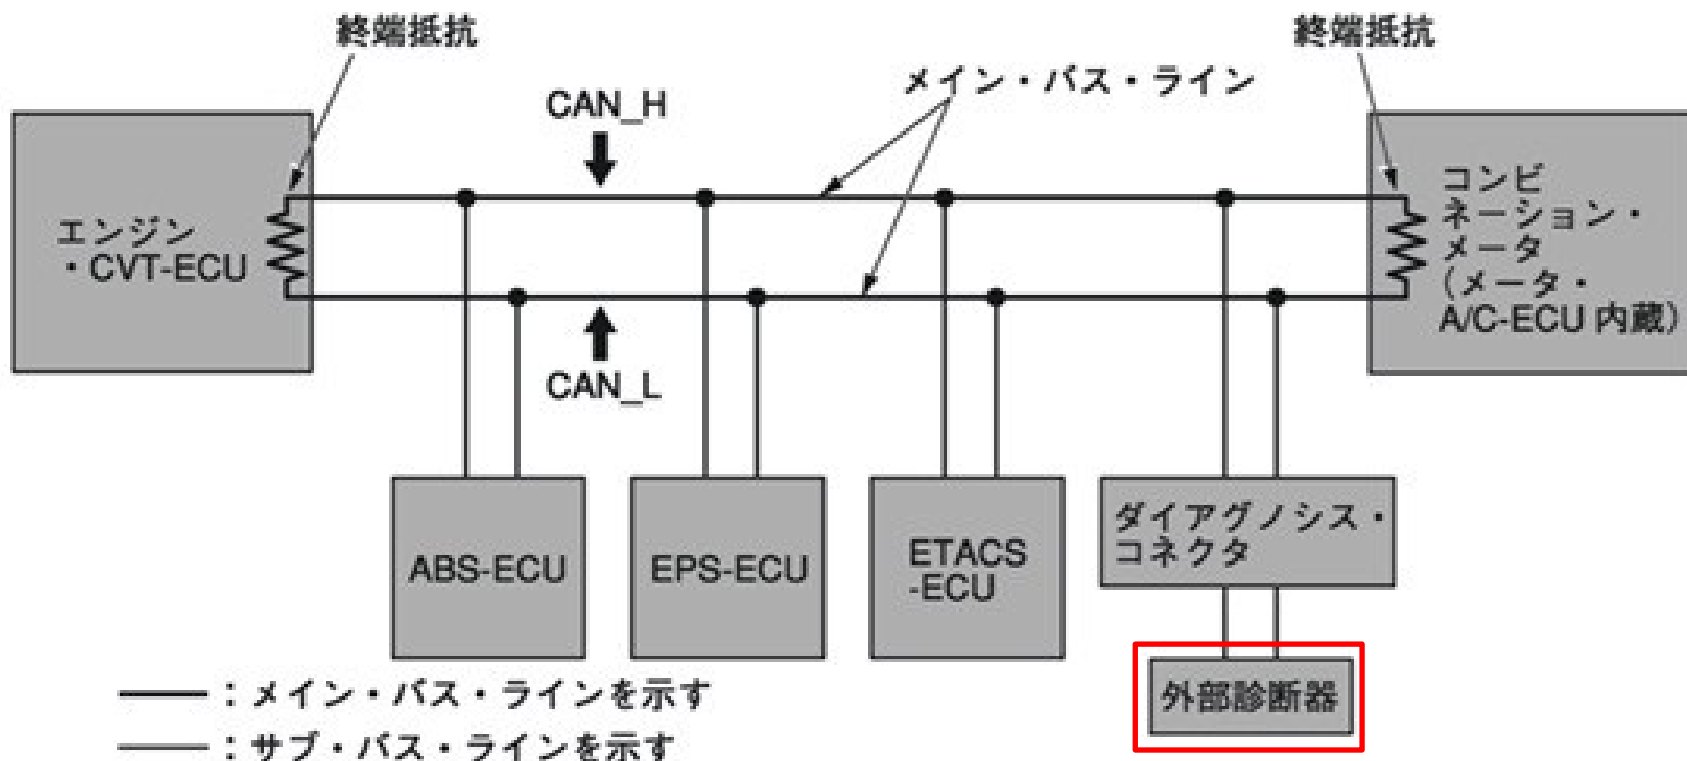 終端抵抗
終端抵抗
メイン・バス・ライン
CAN_H
エンジン
・CVT-ECU
コンビ
ネーション・
メータ
(メータ・
A/C-ECU 内蔵)
CAN_L
ABS-ECU
EPS-ECU
ETACS
-ECU
ダイアグノシス・
コネクタ
外部診断器
:メイン・バス・ラインを示す
:サブ・バス・ラインを示す